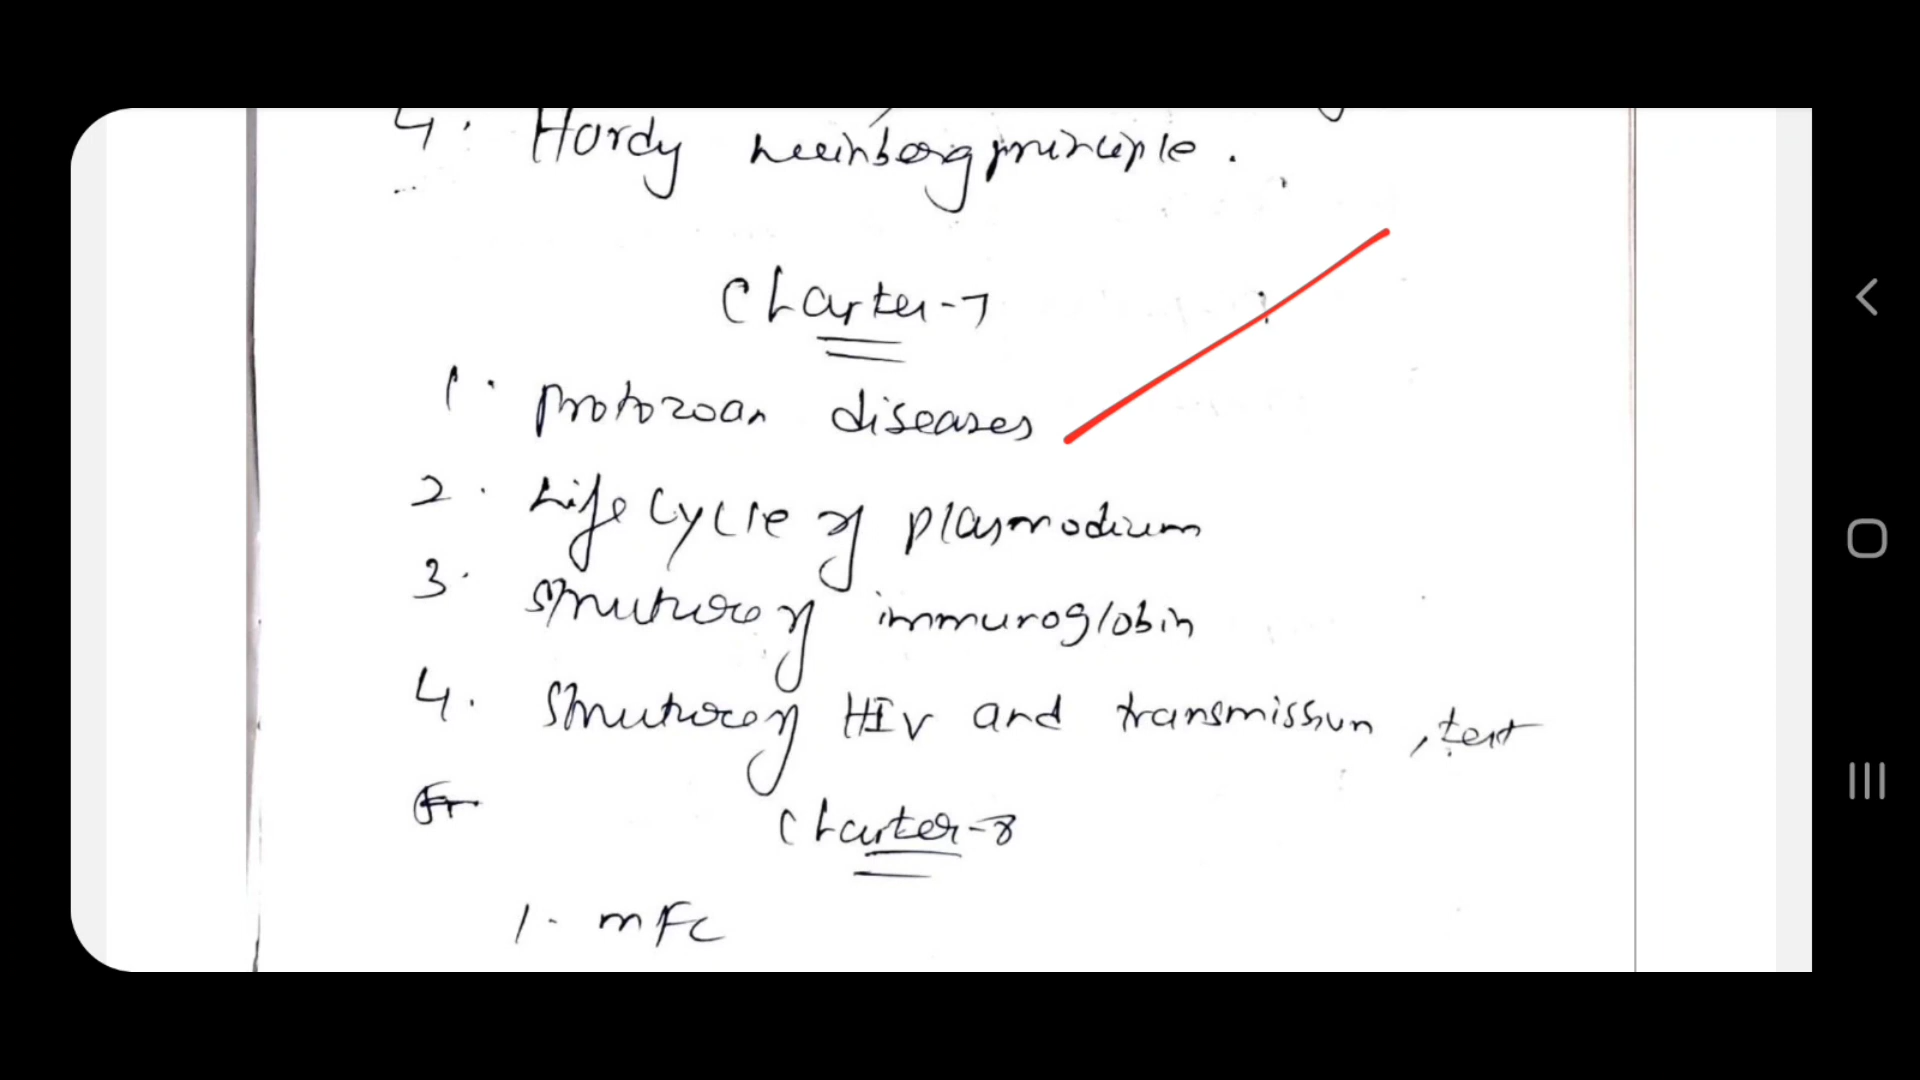 4. Hardy weinberg principle.
Chapter-7
1. protozoan diseases
2. Life Cycle of plasmodium
3. Structure of immunoglobin
4. Structure of HIV and transmission, test
Chapter-8
1. mFC